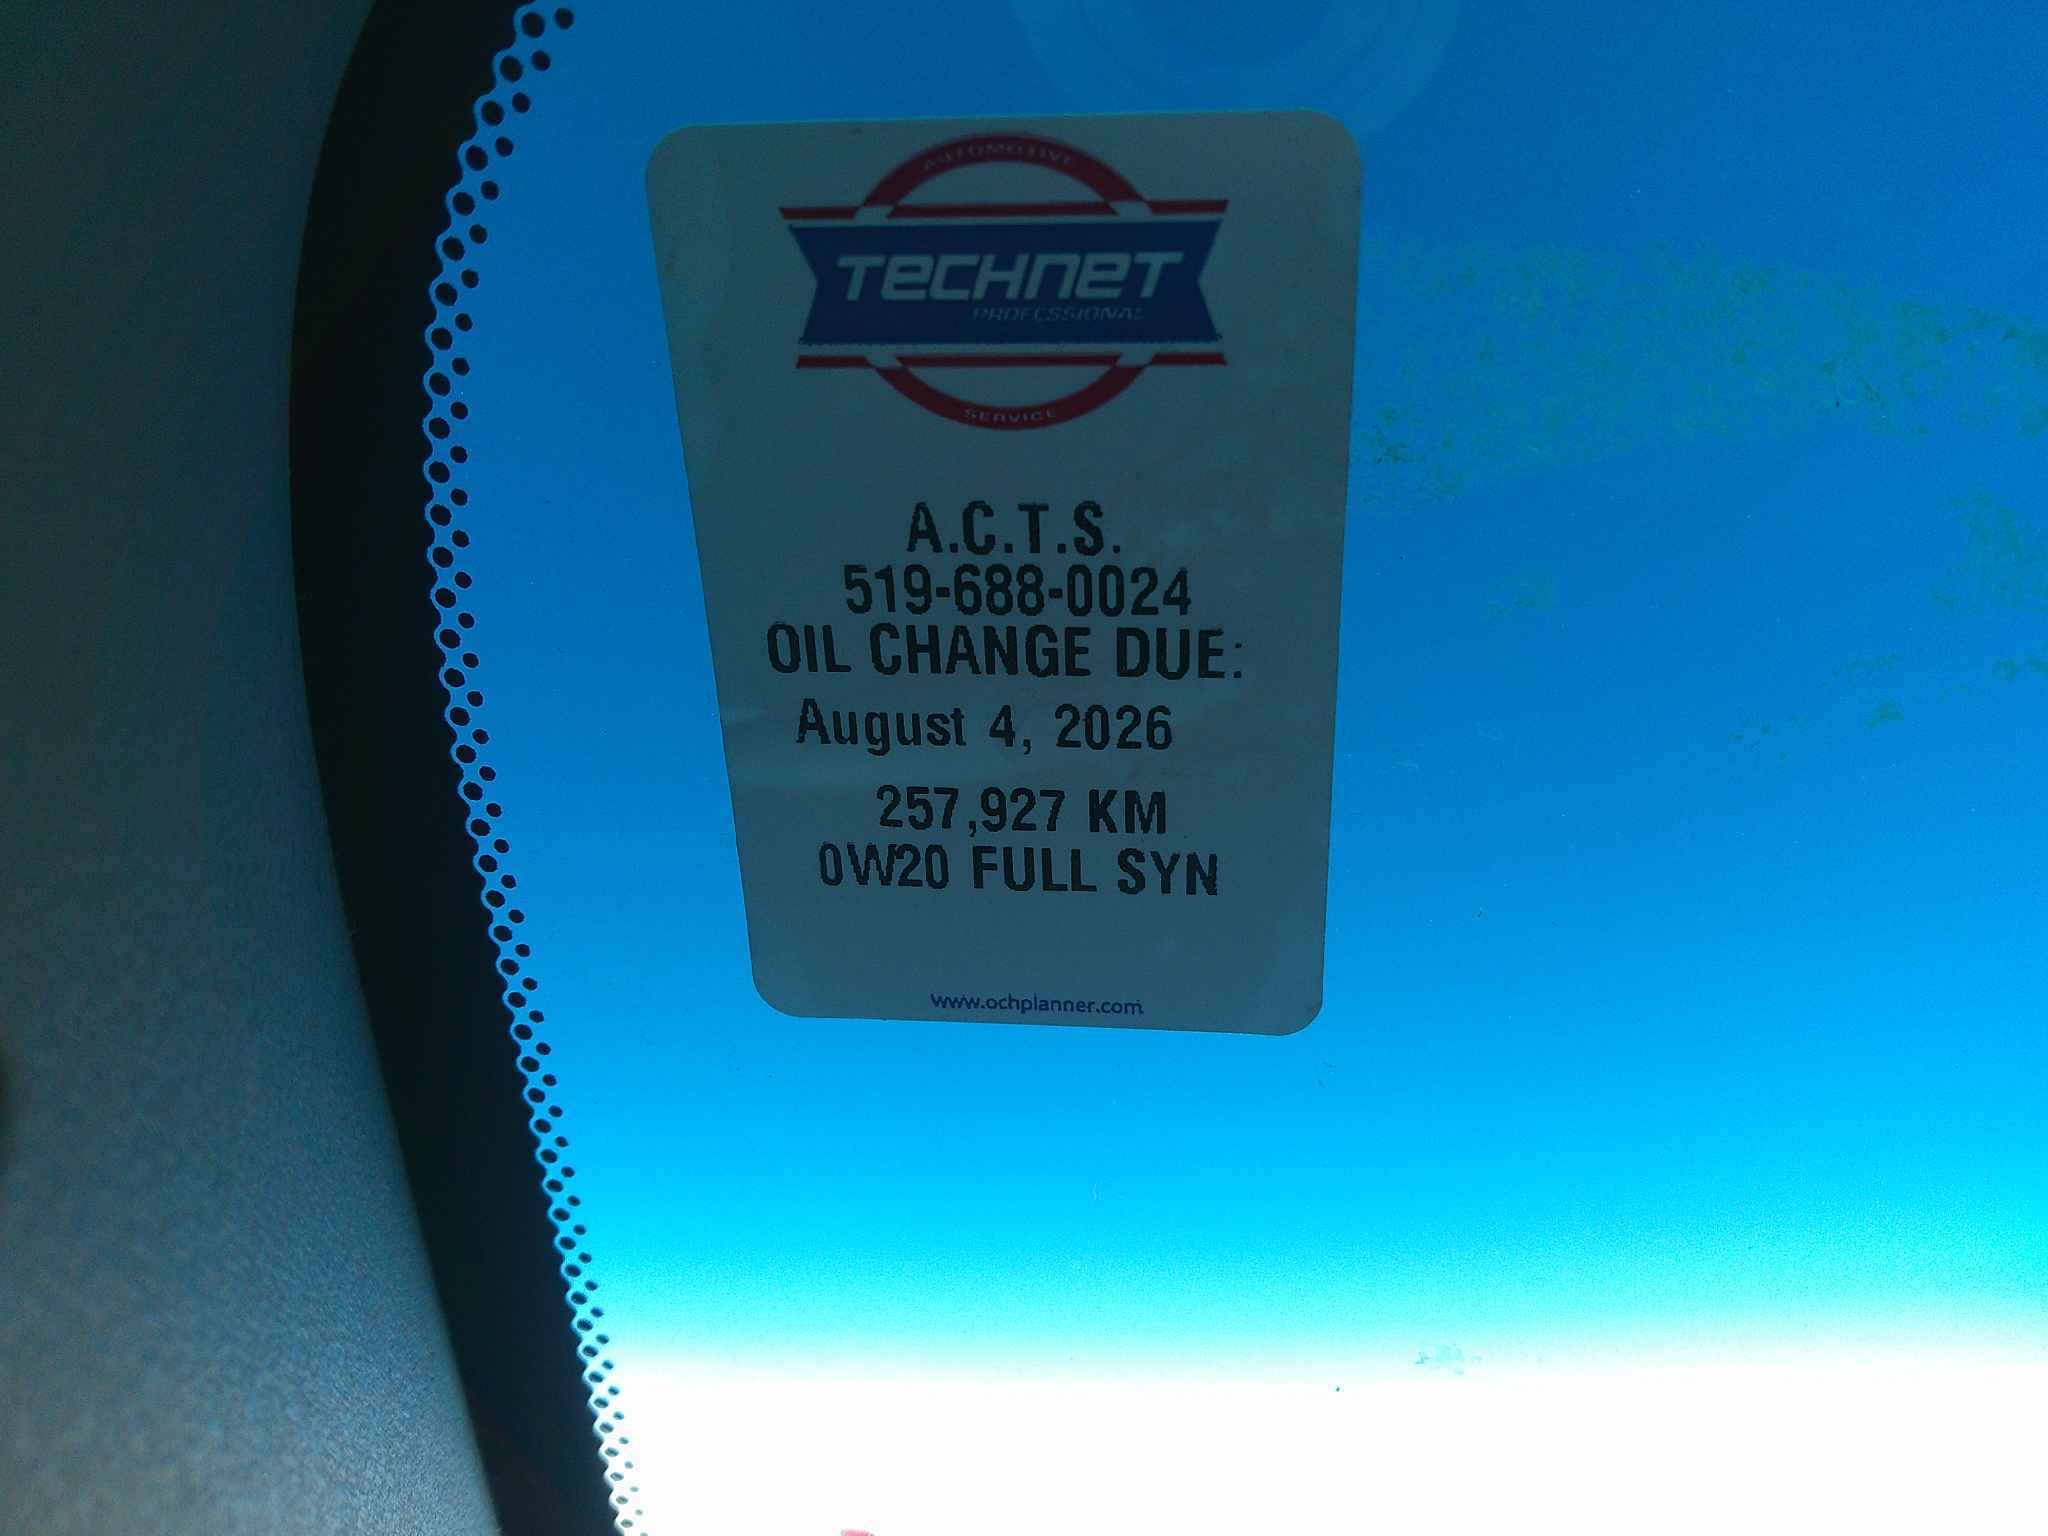 AUTOMOTIVE
TECHNET
PROFESSIONAL
SERVICE
A.C.T.S.
519-688-0024
OIL CHANGE DUE:
August 4, 2026
257,927 KM
0W20 FULL SYN
www.ochplanner.com